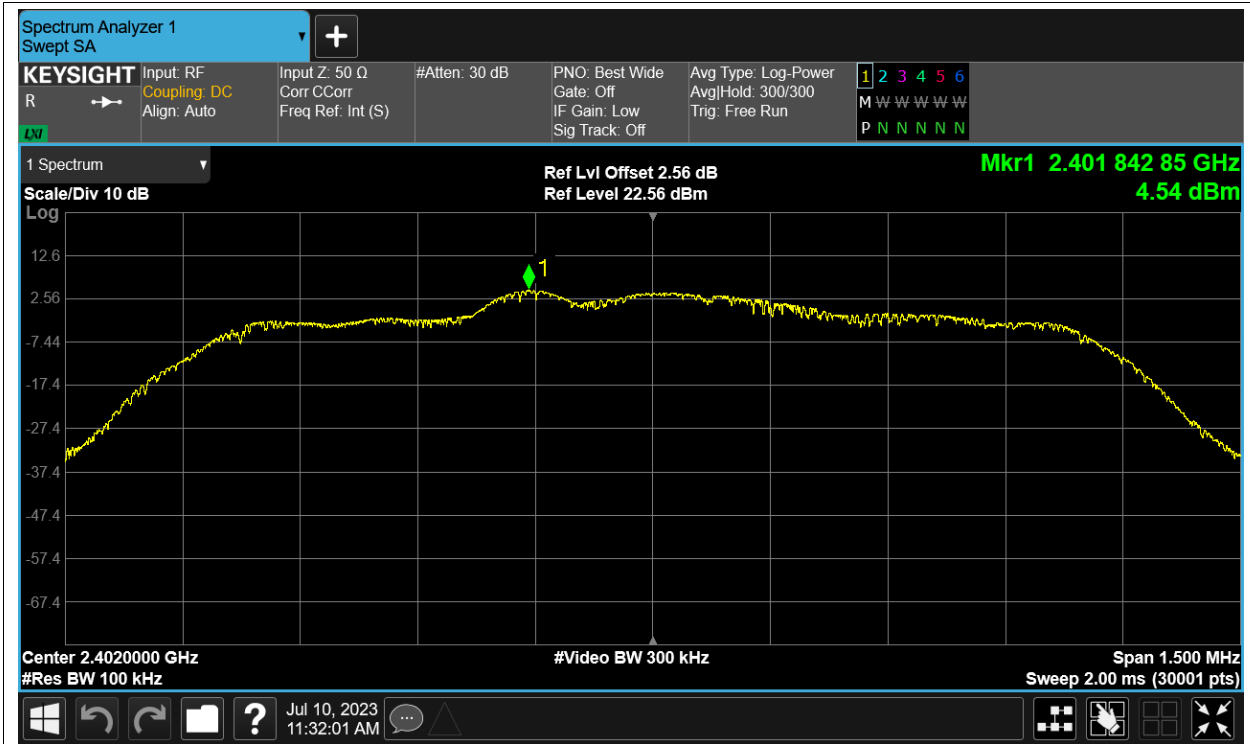 Spectrum Analyzer 1
Swept SA
+
KEYSIGHT
R
LXI
Input: RF
Coupling: DC
Align: Auto
Input Z: 50 Ω
Corr CCorr
Freq Ref: Int (S)
#Atten: 30 dB
PNO: Best Wide
Gate: Off
IF Gain: Low
Sig Track: Off
Avg Type: Log-Power
Avg|Hold: 300/300
Trig: Free Run
1 2 3 4 5 6
M W W W W W
P N N N N N
1 Spectrum
Scale/Div 10 dB
Log
Ref Lvl Offset 2.56 dB
Ref Level 22.56 dBm
Mkr1 2.401 842 85 GHz
4.54 dBm
1
12.6
2.56
-7.44
-17.4
-27.4
-37.4
-47.4
-57.4
-67.4
Center 2.4020000 GHz
#Res BW 100 kHz
#Video BW 300 kHz
Span 1.500 MHz
Sweep 2.00 ms (30001 pts)
?
Jul 10, 2023
11:32:01 AM